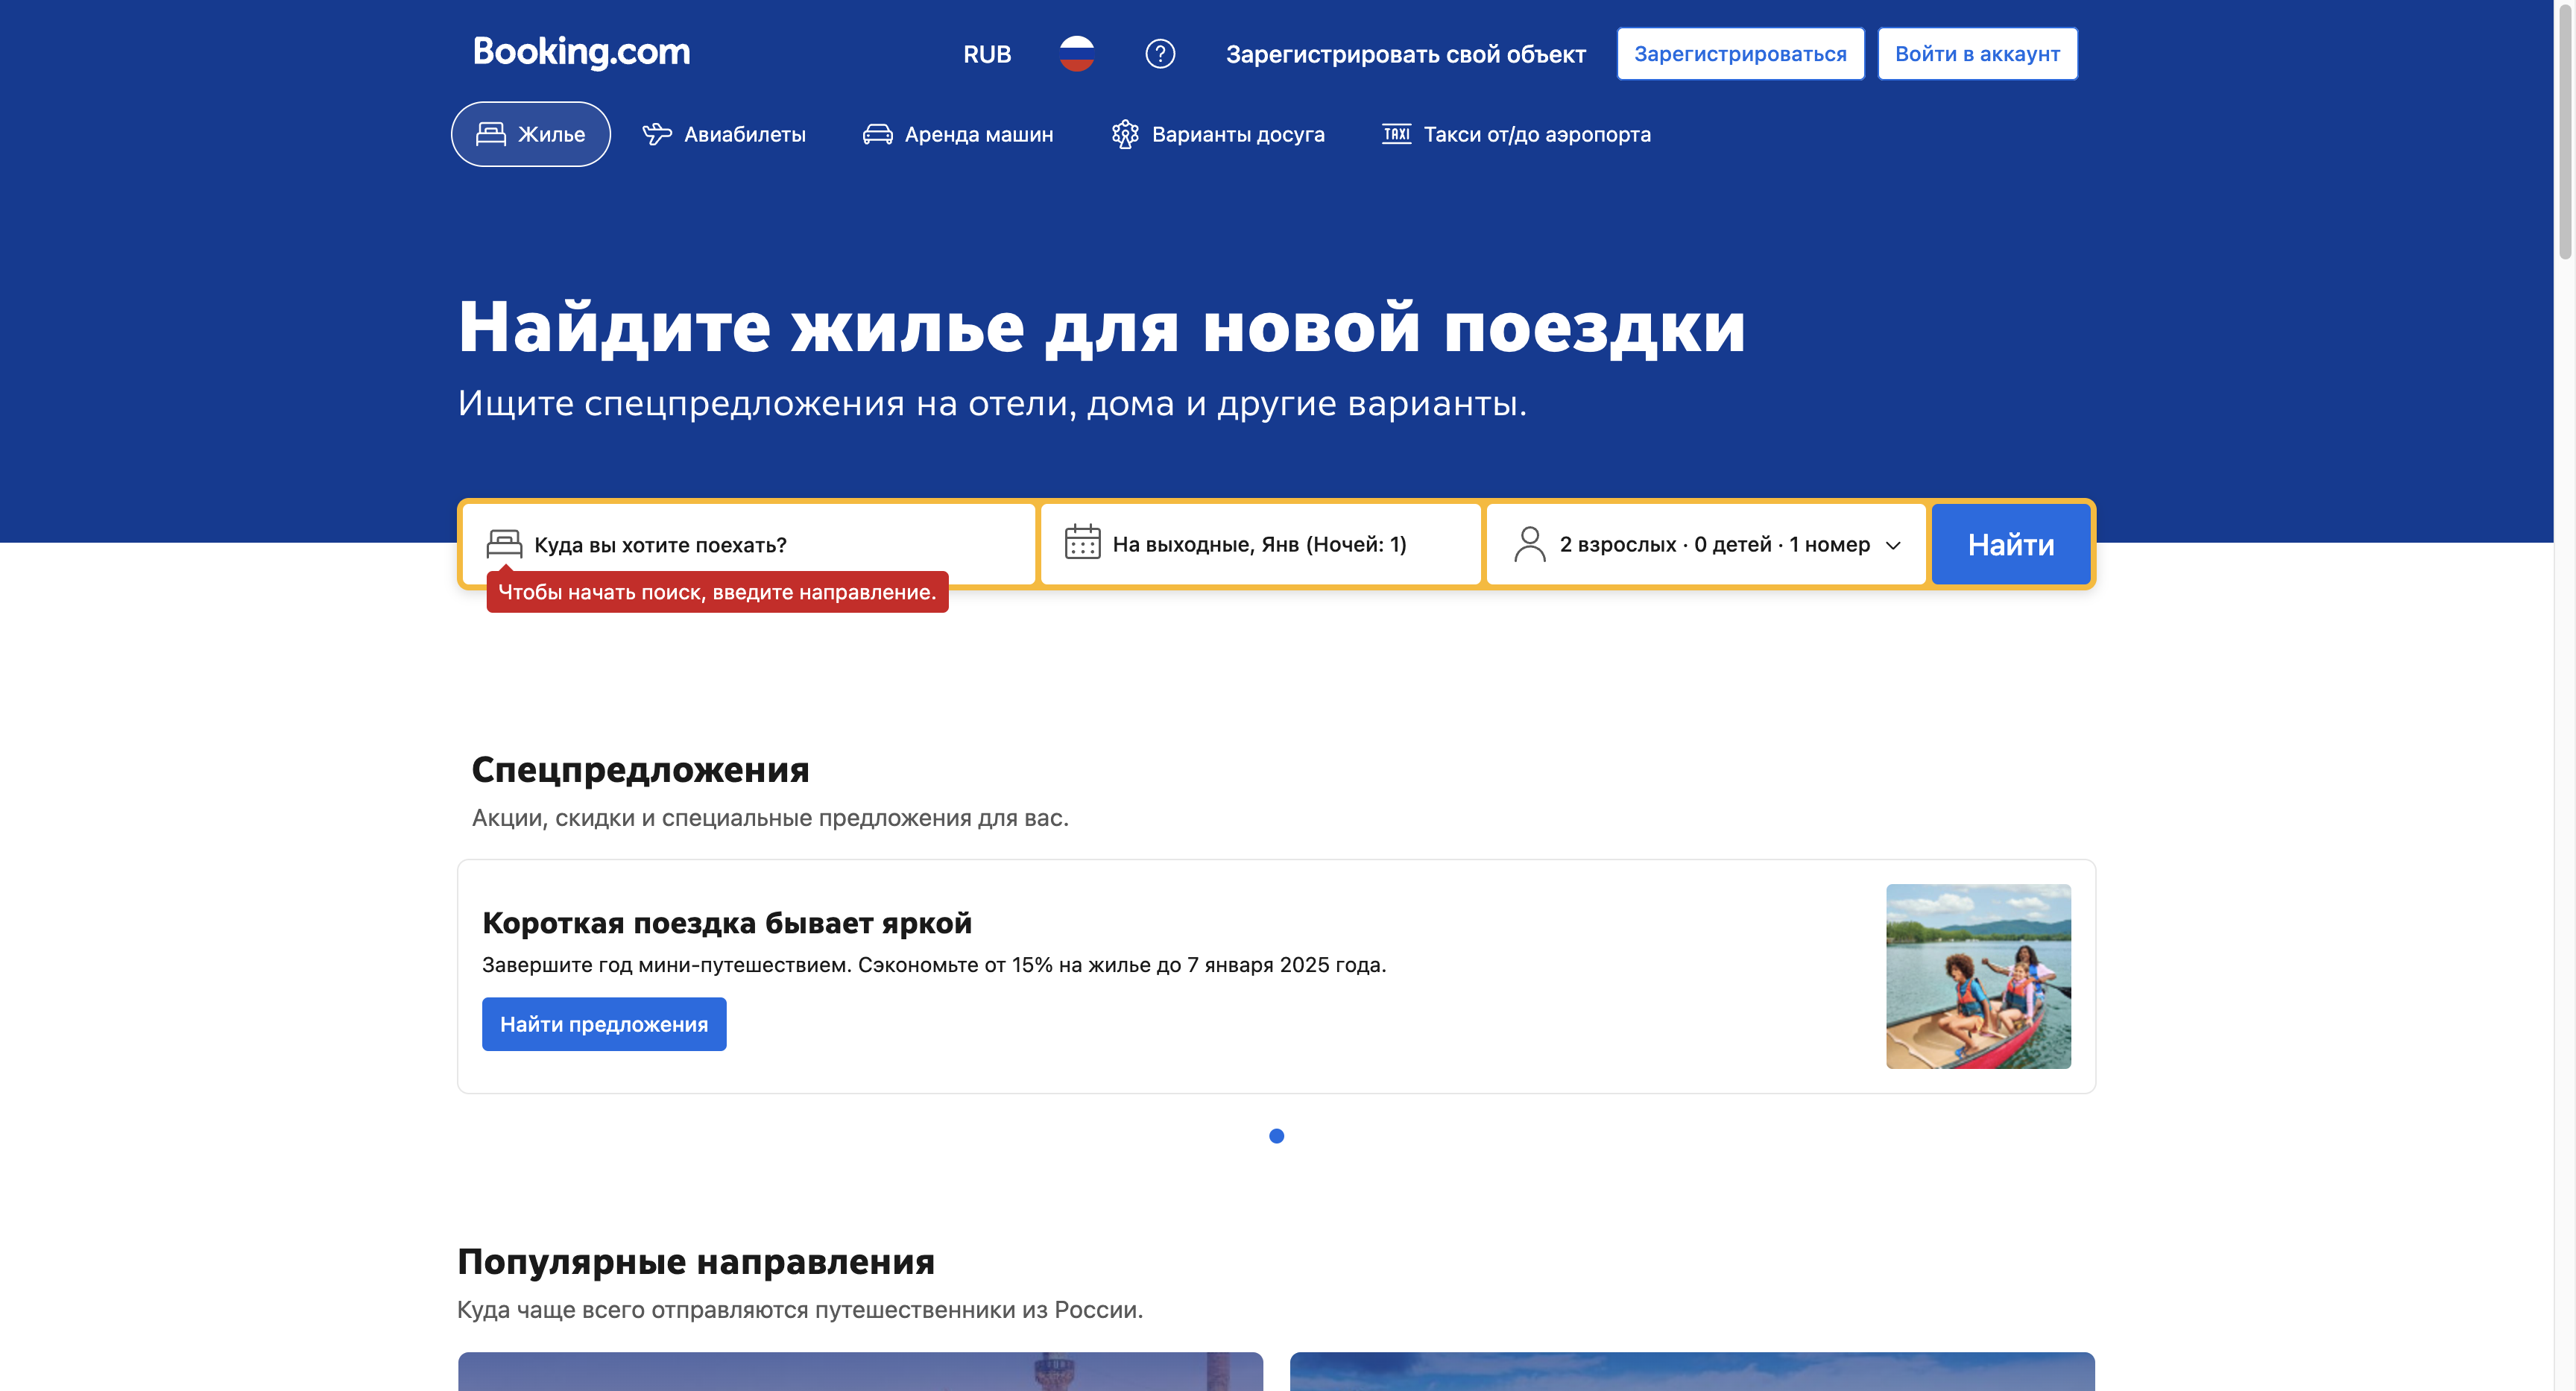 Booking.com
RUB
Зарегистрировать свой объект
Зарегистрироваться
Войти в аккаунт
Жилье
Авиабилеты
Аренда машин
Варианты досуга
TAXI
Такси от/до аэропорта
Найдите жилье для новой поездки
Ищите спецпредложения на отели, дома и другие варианты.
Куда вы хотите поехать?
На выходные, Янв (Ночей: 1)
2 взрослых · 0 детей · 1 номер
Найти
Чтобы начать поиск, введите направление.
Спецпредложения
Акции, скидки и специальные предложения для вас.
Короткая поездка бывает яркой
Завершите год мини-путешествием. Сэкономьте от 15% на жилье до 7 января 2025 года.
Найти предложения
Популярные направления
Куда чаще всего отправляются путешественники из России.